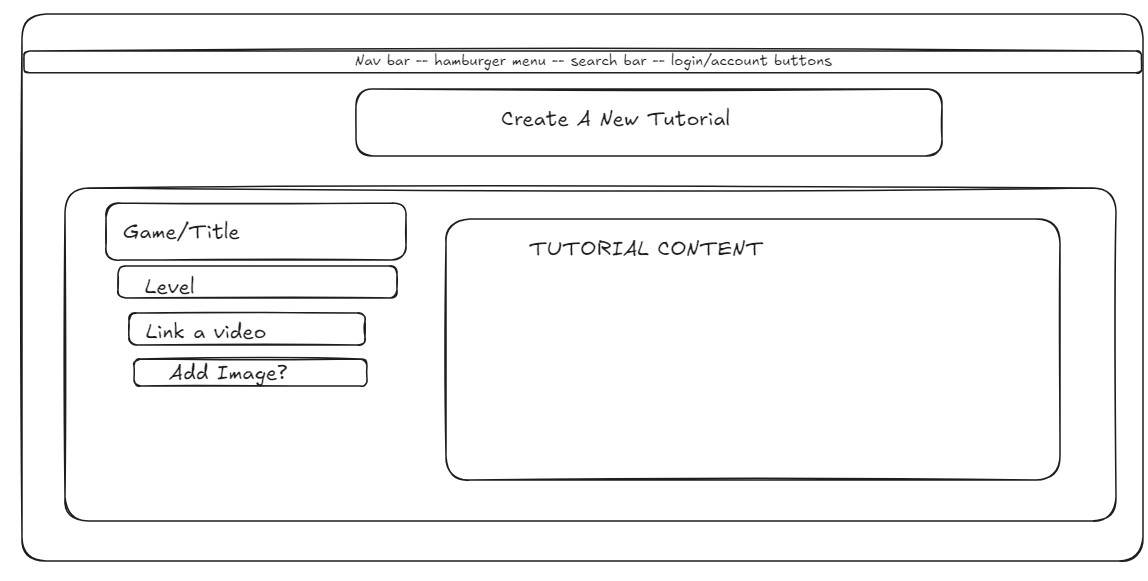 Nav bar -- hamburger menu -- search bar -- login/account buttons
Create A New Tutorial
Game/Title
Level
Link a video
Add Image?
TUTORIAL CONTENT